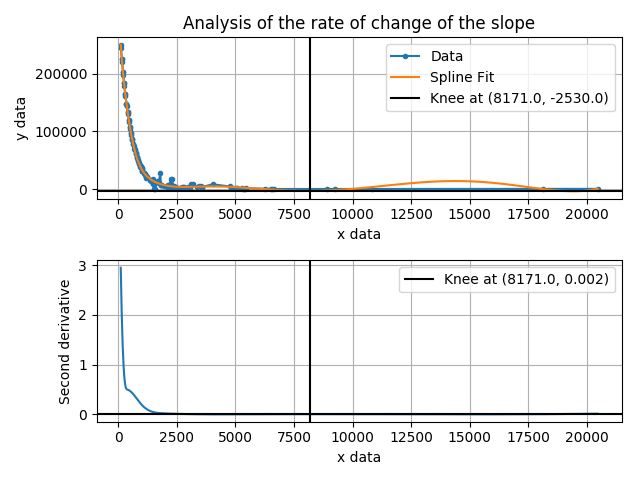 Analysis of the rate of change of the slope
Data
Spline Fit
Knee at (8171.0, -2530.0)
200000
100000
0
y data
0 2500 5000 7500 10000 12500 15000 17500 20000
x data
Knee at (8171.0, 0.002)
3
2
1
0
Second derivative
0 2500 5000 7500 10000 12500 15000 17500 20000
x data